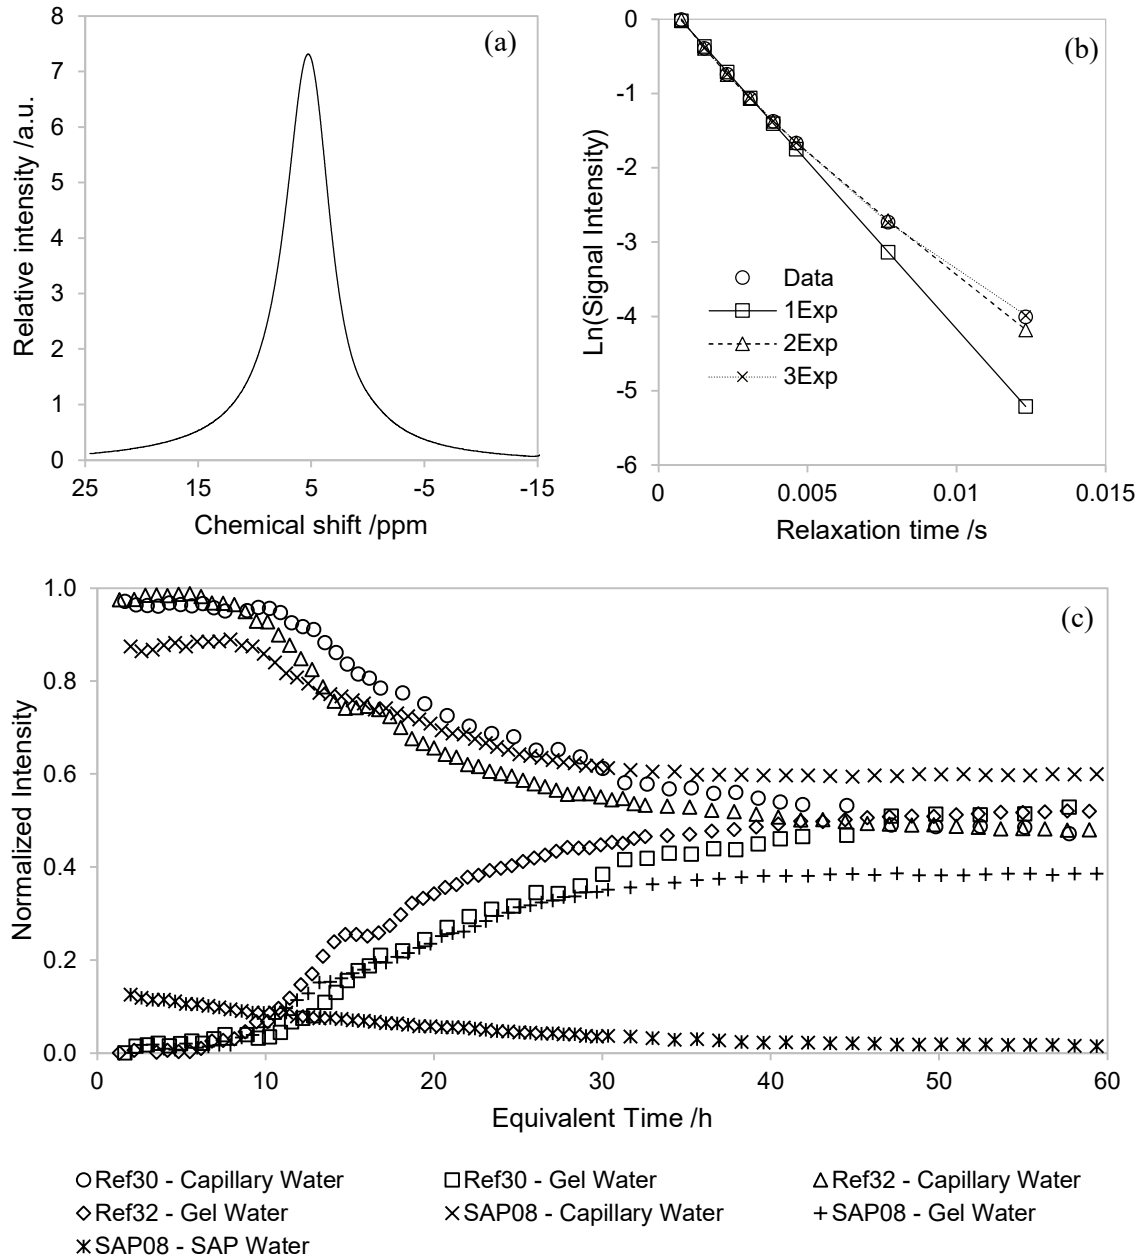 8
7
6
5
4
3
2
1
0
25 15 5 -5 -15
Relative intensity /a.u.
Chemical shift /ppm
(a)
0
-1
-2
-3
-4
-5
-6
0 0.005 0.01 0.015
Ln(Signal Intensity)
Relaxation time /s
(b)
Data
1Exp
2Exp
3Exp
1.0
0.8
0.6
0.4
0.2
0.0
0 10 20 30 40 50 60
Normalized Intensity
Equivalent Time /h
(c)
Ref30 - Capillary Water Ref30 - Gel Water Ref32 - Capillary Water
Ref32 - Gel Water SAP08 - Capillary Water SAP08 - Gel Water
SAP08 - SAP Water